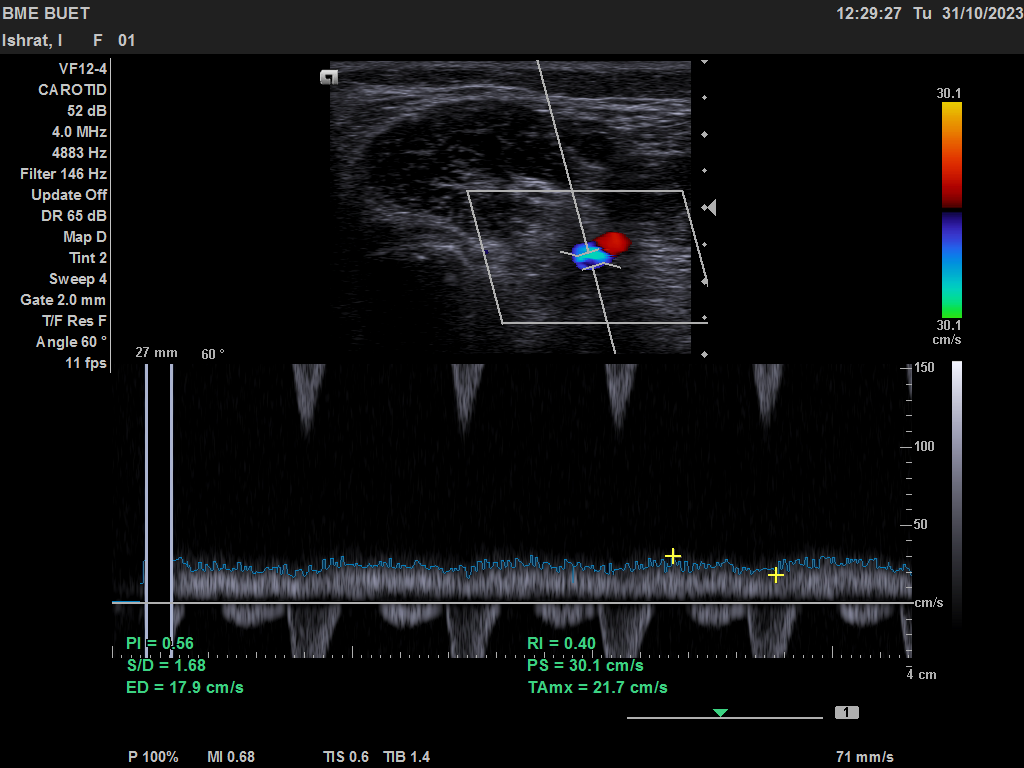 BME BUET
12:29:27 Tu 31/10/2023
Ishrat, I F 01
VF12-4
CAROTID
52 dB
4.0 MHz
4883 Hz
Filter 146 Hz
Update Off
DR 65 dB
Map D
Tint 2
Sweep 4
Gate 2.0 mm
T/F Res F
Angle 60 °
11 fps
30.1
30.1
cm/s
27 mm 60 °
150
100
50
cm/s
4 cm
PI = 0.56
S/D = 1.68
ED = 17.9 cm/s
RI = 0.40
PS = 30.1 cm/s
TAmx = 21.7 cm/s
1
P 100% MI 0.68 TIS 0.6 TIB 1.4 71 mm/s